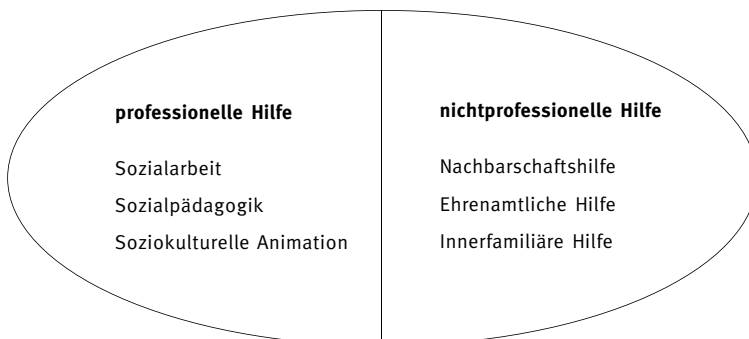 professionelle Hilfe
Sozialarbeit
Sozialpädagogik
Soziokulturelle Animation
nichtprofessionelle Hilfe
Nachbarschaftshilfe
Ehrenamtliche Hilfe
Innerfamiliäre Hilfe